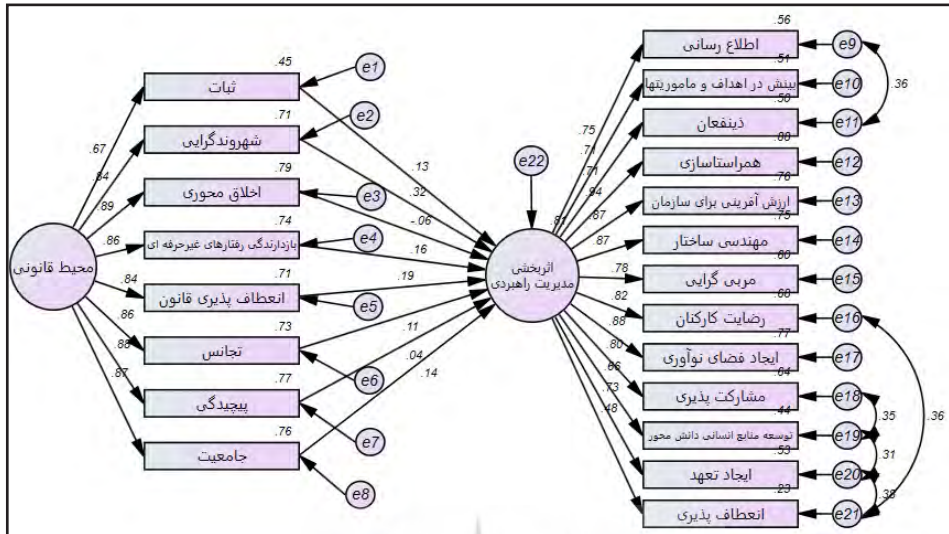 محیط قانونی
.67
.84
.89
.86
.84
.86
.88
.87
.45
ثبات
e1
.71
شهروندگرایی
e2
.79
اخلاق محوری
e3
.74
بازدارندگی رفتارهای غیرحرفه ای
e4
.71
انعطاف پذیری قانون
e5
.73
تجانس
e6
.77
پیچیدگی
e7
.76
جامعیت
e8
.13
.32
-.06
.16
.19
.11
.04
.14
e22
.81
اثربخشی
مدیریت راهبردی
.75
.71
.71
.94
.87
.87
.78
.82
.88
.80
.66
.73
.48
.56
اطلاع رسانی
e9
.51
بینش در اهداف و ماموریتها
e10
.50
ذینفعان
e11
.88
همراستاسازی
e12
.76
ارزش آفرینی برای سازمان
e13
.75
مهندسی ساختار
e14
.60
مربی گرایی
e15
.68
رضایت کارکنان
e16
.77
ایجاد فضای نوآوری
e17
.64
مشارکت پذیری
e18
.44
توسعه منابع انسانی دانش محور
e19
.53
ایجاد تعهد
e20
.23
انعطاف پذیری
e21
.36
.35
.31
.36